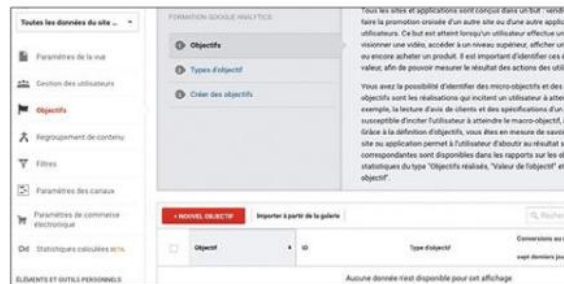 Toutes les données du site ...
Paramètres de la vue
Gestion des utilisateurs
Objectifs
Regroupement de contenu
Filtres
Paramètres des canaux
Paramètres de commerce
électronique
Dd Statistiques calculées BETA
ÉLÉMENTS ET OUTILS PERSONNELS
FORMATION GOOGLE ANALYTICS
Objectifs
Types d'objectif
Créer des objectifs
Tous les sites et applications sont conçus dans un but : vendr
faire la promotion croisée d'un autre site ou d'une autre applic
utilisateurs. Ce but est atteint lorsqu'un utilisateur effectue un
visionner une vidéo, accéder à un niveau supérieur, afficher un
ou encore acheter un produit. Il est important d'identifier ces é
valeur, afin de pouvoir mesurer le résultat des actions des utili
Vous avez la possibilité d'identifier des micro-objectifs et des
objectifs sont les réalisations qui incitent un utilisateur à attei
exemple, la lecture d'avis de clients et des spécifications d'un
susceptible d'inciter l'utilisateur à atteindre le macro-objectif,
Grâce à la définition d'objectifs, vous êtes en mesure de savoi
site ou application permet à l'utilisateur d'aboutir au résultat s
correspondantes sont disponibles dans les rapports sur les ob
statistiques du type "Objectifs réalisés, "Valeur de l'objectif" et
objectif".
+ NOUVEL OBJECTIF Importer à partir de la galerie Recher
Objectif ID Type d'objectif Conversions au
sept derniers jou
Aucune donnée n'est disponible pour cet affichage